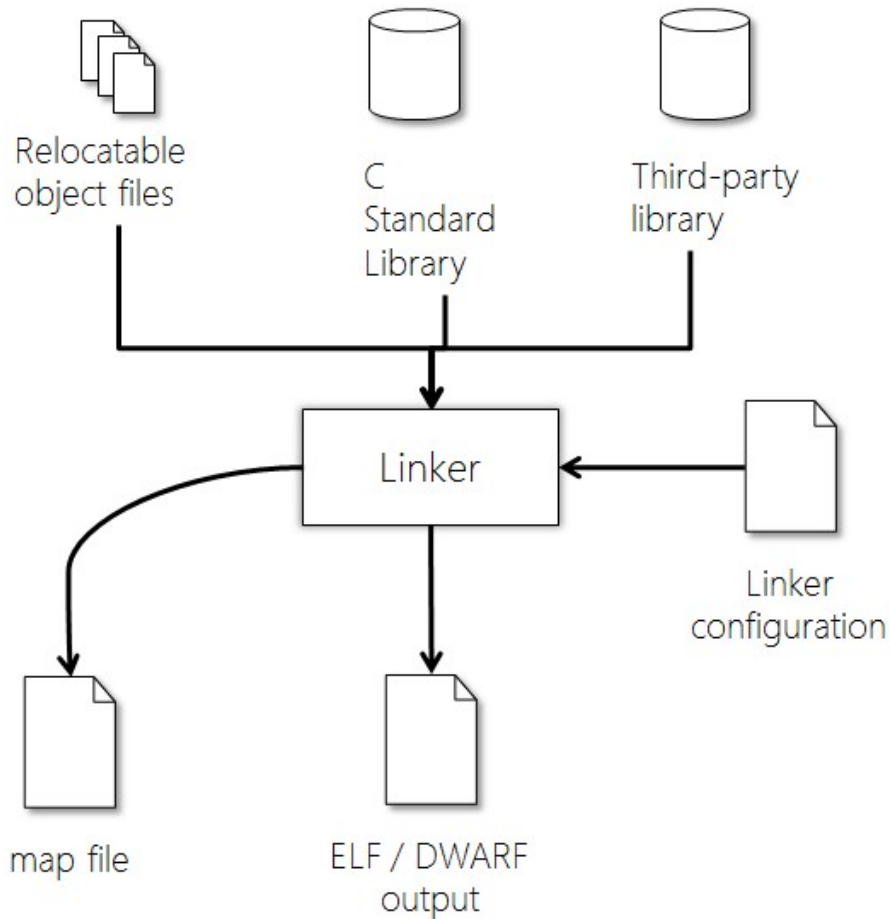 Relocatable
object files
C
Standard
Library
Third-party
library
Linker
Linker
configuration
map file
ELF / DWARF
output